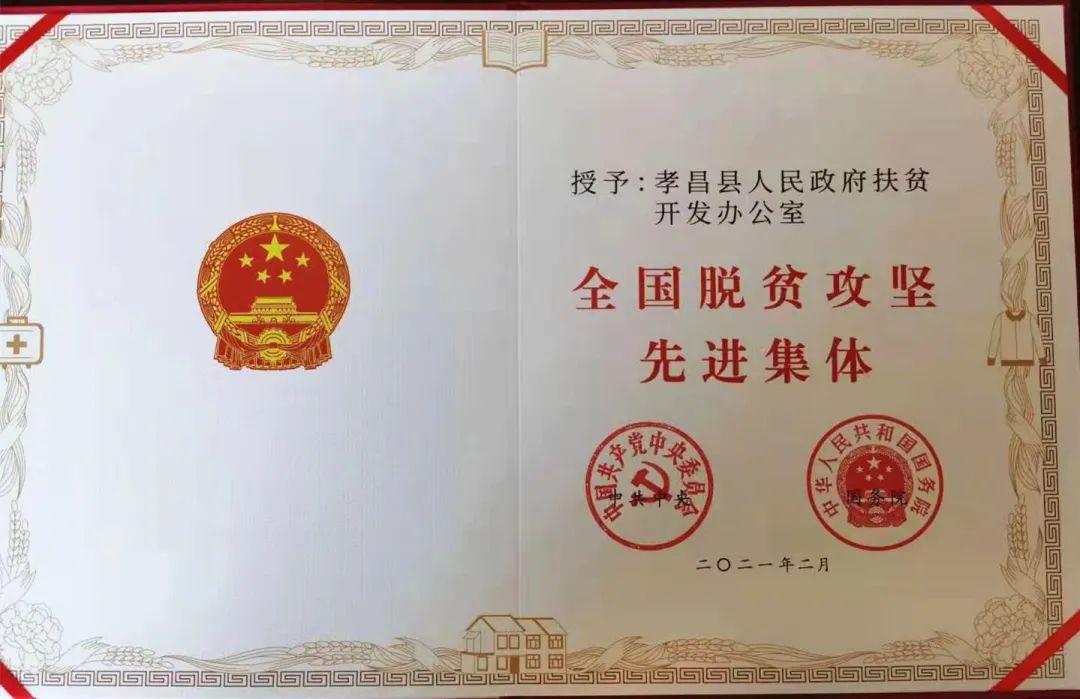 授予：孝昌县人民政府扶贫
开发办公室
全国脱贫攻坚
先进集体
中国共产党中央委员会
中共中央
中华人民共和国国务院
国务院
二〇二一年二月